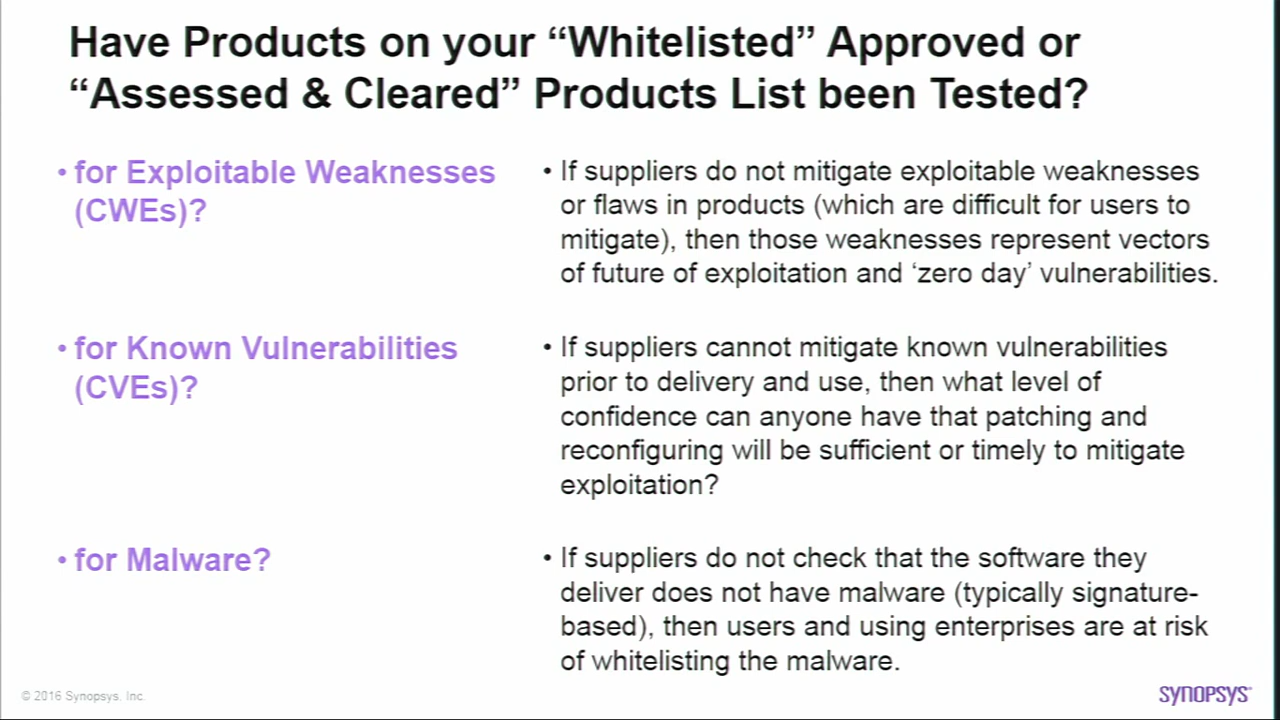 Have Products on your “Whitelisted” Approved or
“Assessed & Cleared” Products List been Tested?
• for Exploitable Weaknesses
(CWEs)?
• If suppliers do not mitigate exploitable weaknesses
or flaws in products (which are difficult for users to
mitigate), then those weaknesses represent vectors
of future of exploitation and ‘zero day’ vulnerabilities.
• for Known Vulnerabilities
(CVEs)?
• If suppliers cannot mitigate known vulnerabilities
prior to delivery and use, then what level of
confidence can anyone have that patching and
reconfiguring will be sufficient or timely to mitigate
exploitation?
• for Malware?
• If suppliers do not check that the software they
deliver does not have malware (typically signature-
based), then users and using enterprises are at risk
of whitelisting the malware.
© 2016 Synopsys, Inc.
SYNOPSYS